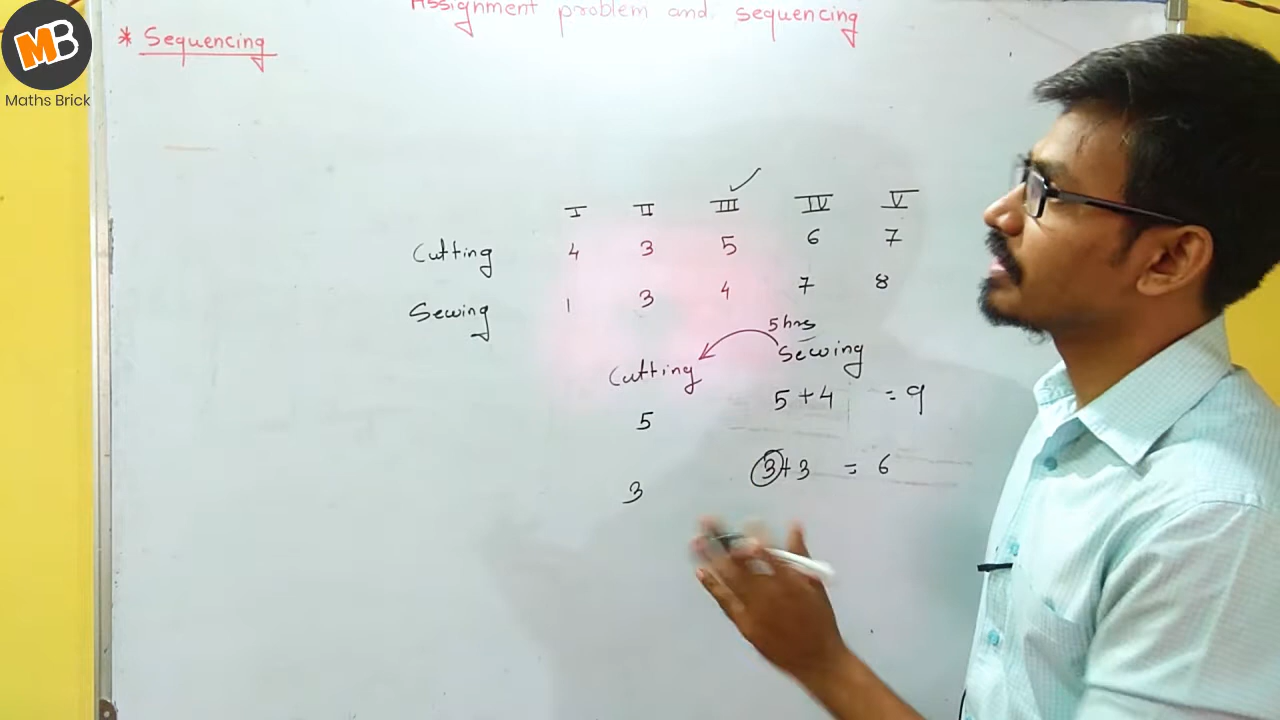 Assignment problem and sequencing
* Sequencing
MB
Maths Brick
I II III ✓ IV V
Cutting 4 3 5 6 7
Sewing 1 3 4 7 8
5 hrs
Cutting Sewing
5 5 + 4 = 9
3 3 + 3 = 6